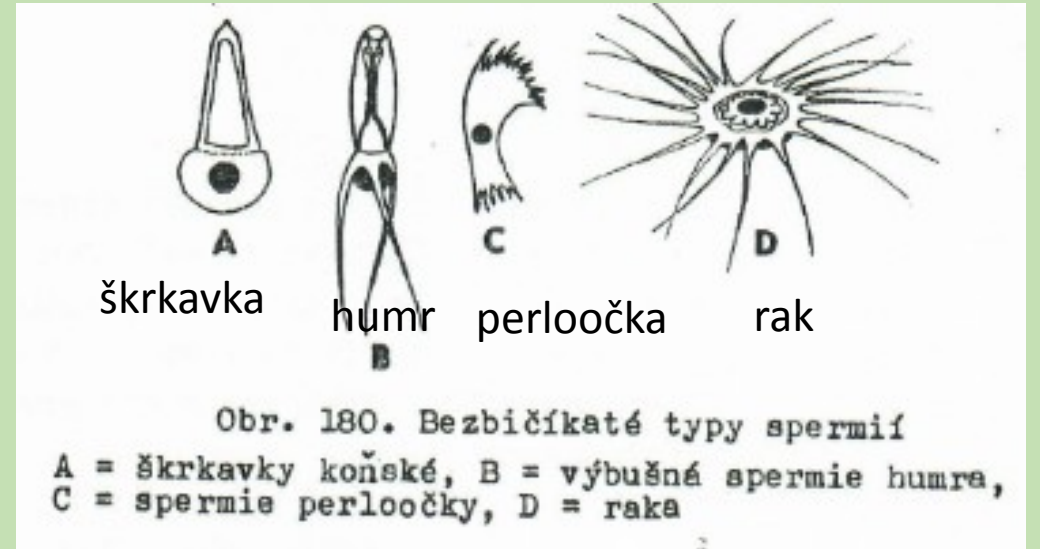 A
B
C
D
škrkavka
humr
perloočka
rak
Obr. 180. Bezbičíkaté typy spermií
A = škrkavky koňské, B = výbušná spermie humra,
C = spermie perloočky, D = raka